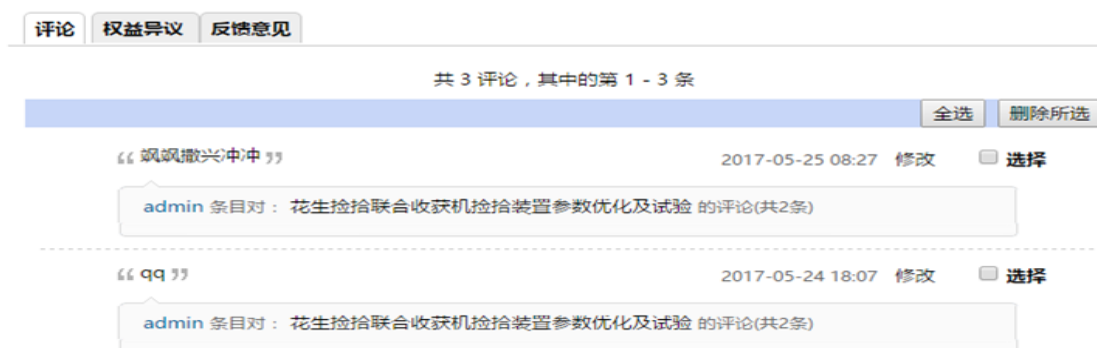 评论 权益异议 反馈意见
共 3 评论，其中的第 1 - 3 条
全选 删除所选
“ 飒飒撒兴冲冲 ” 2017-05-25 08:27 修改 选择
admin 条目对： 花生捡拾联合收获机捡拾装置参数优化及试验 的评论(共2条)
“ qq ” 2017-05-24 18:07 修改 选择
admin 条目对： 花生捡拾联合收获机捡拾装置参数优化及试验 的评论(共2条)